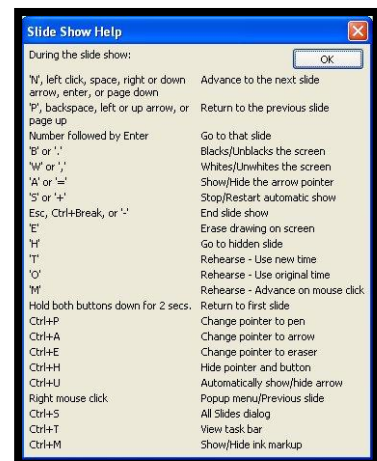 Slide Show Help
During the slide show:
OK
'N', left click, space, right or down arrow, enter, or page down Advance to the next slide
'P', backspace, left or up arrow, or page up Return to the previous slide
Number followed by Enter Go to that slide
'B' or '.' Blacks/Unblacks the screen
'W' or ',' Whites/Unwhites the screen
'A' or '=' Show/Hide the arrow pointer
'S' or '+' Stop/Restart automatic show
Esc, Ctrl+Break, or '-' End slide show
'E' Erase drawing on screen
'H' Go to hidden slide
'T' Rehearse - Use new time
'O' Rehearse - Use original time
'M' Rehearse - Advance on mouse click
Hold both buttons down for 2 secs. Return to first slide
Ctrl+P Change pointer to pen
Ctrl+A Change pointer to arrow
Ctrl+E Change pointer to eraser
Ctrl+H Hide pointer and button
Ctrl+U Automatically show/hide arrow
Right mouse click Popup menu/Previous slide
Ctrl+S All Slides dialog
Ctrl+T View task bar
Ctrl+M Show/Hide ink markup